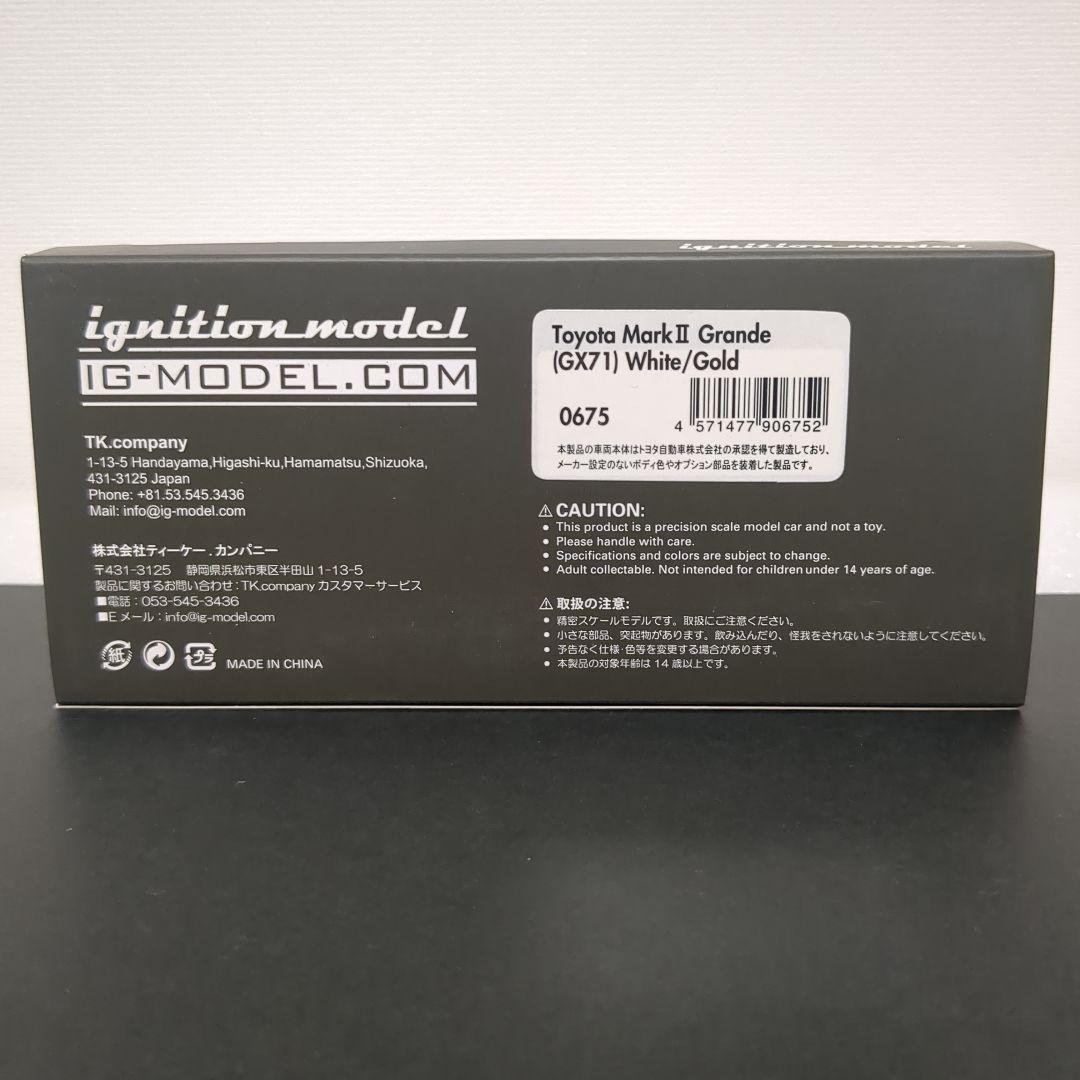 ignition model
ignition model
IG-MODEL.COM
TK.company
1-13-5 Handayama,Higashi-ku,Hamamatsu,Shizuoka,
431-3125 Japan
Phone: +81.53.545.3436
Mail: info@ig-model.com
株式会社ティーケー.カンパニー
〒431-3125 静岡県浜松市東区半田山1-13-5
製品に関するお問い合わせ:TK.company カスタマーサービス
■電話:053-545-3436
■Eメール:info@ig-model.com
紙 プラ MADE IN CHINA
Toyota MarkⅡ Grande
(GX71) White/Gold
0675
4 571477 906752
本製品の車両本体はトヨタ自動車株式会社の承認を得て製造しており、
メーカー設定のないボディ色やオプション部品を装着した製品です。
⚠ CAUTION:
• This product is a precision scale model car and not a toy.
• Please handle with care.
• Specifications and colors are subject to change.
• Adult collectable. Not intended for children under 14 years of age.
⚠ 取扱の注意:
• 精密スケールモデルです。取扱にご注意ください。
• 小さな部品、突起物があります。飲み込んだり、怪我をされないように注意してください。
• 予告なく仕様・色等を変更する場合があります。
• 本製品の対象年齢は14歳以上です。